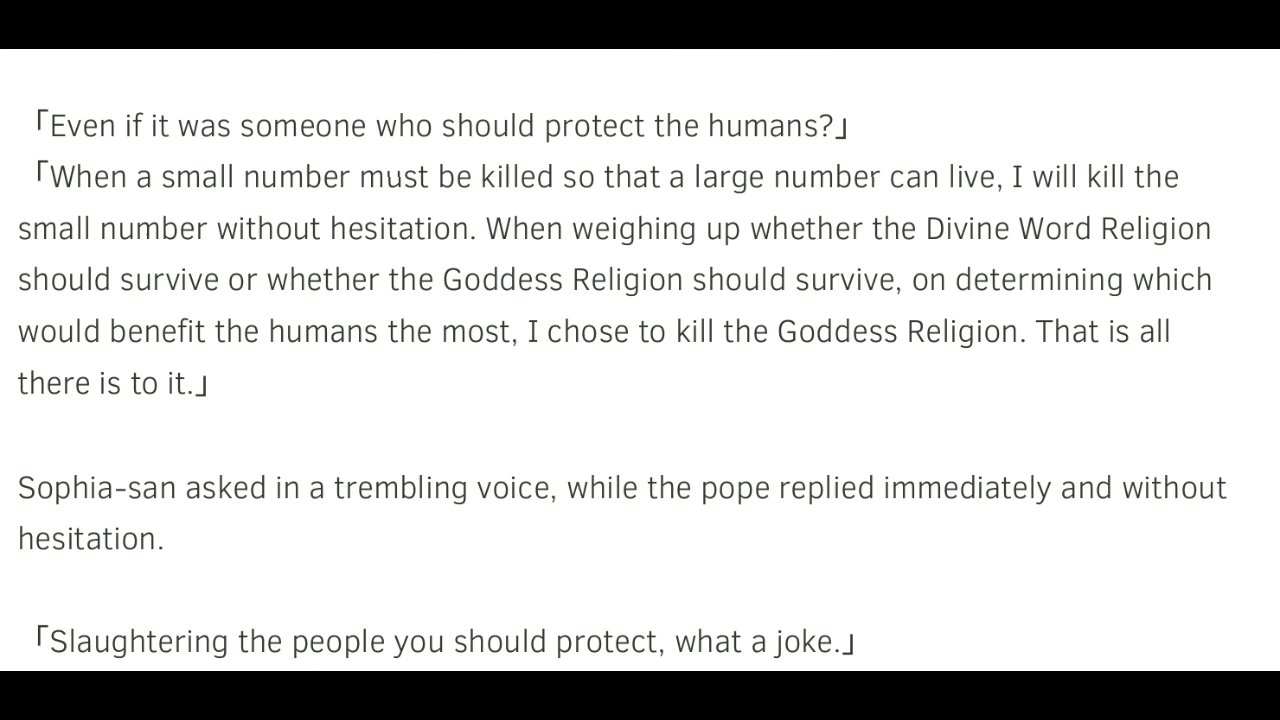 「Even if it was someone who should protect the humans?」
「When a small number must be killed so that a large number can live, I will kill the
small number without hesitation. When weighing up whether the Divine Word Religion
should survive or whether the Goddess Religion should survive, on determining which
would benefit the humans the most, I chose to kill the Goddess Religion. That is all
there is to it.」
Sophia-san asked in a trembling voice, while the pope replied immediately and without
hesitation.
「Slaughtering the people you should protect, what a joke.」